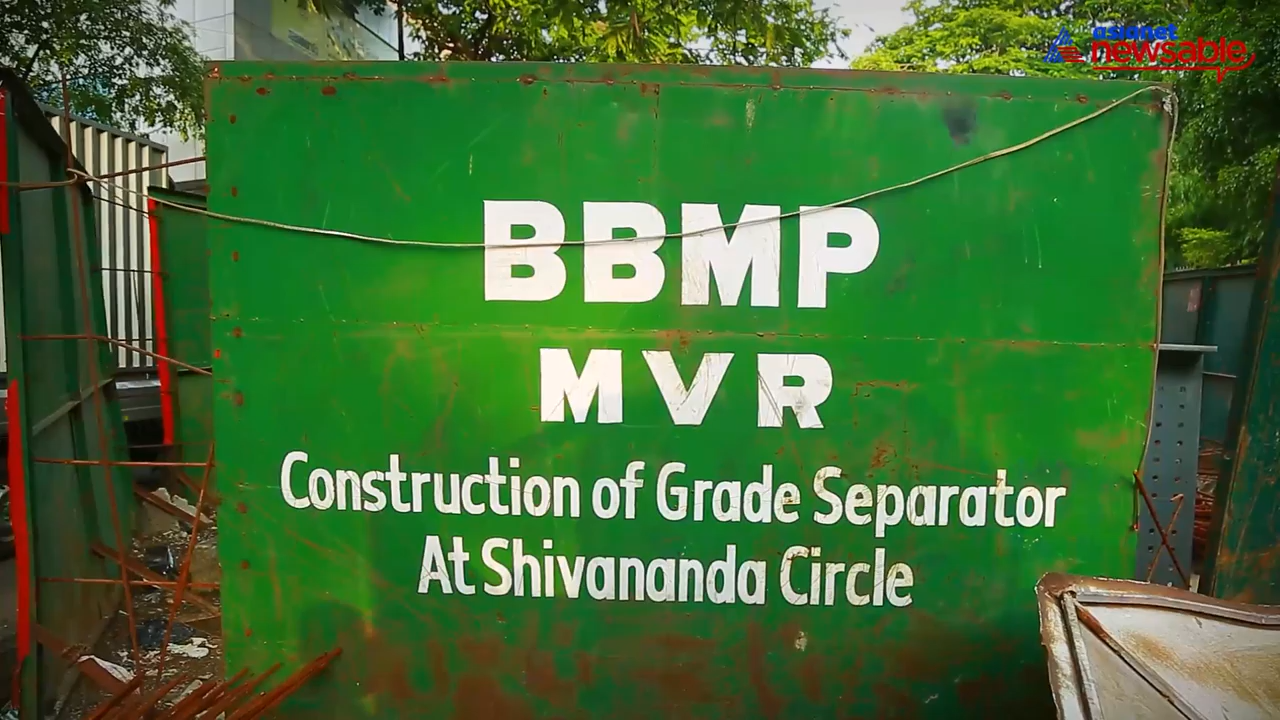 asianet
newsable
BBMP
MVR
Construction of Grade Separator
At Shivananda Circle